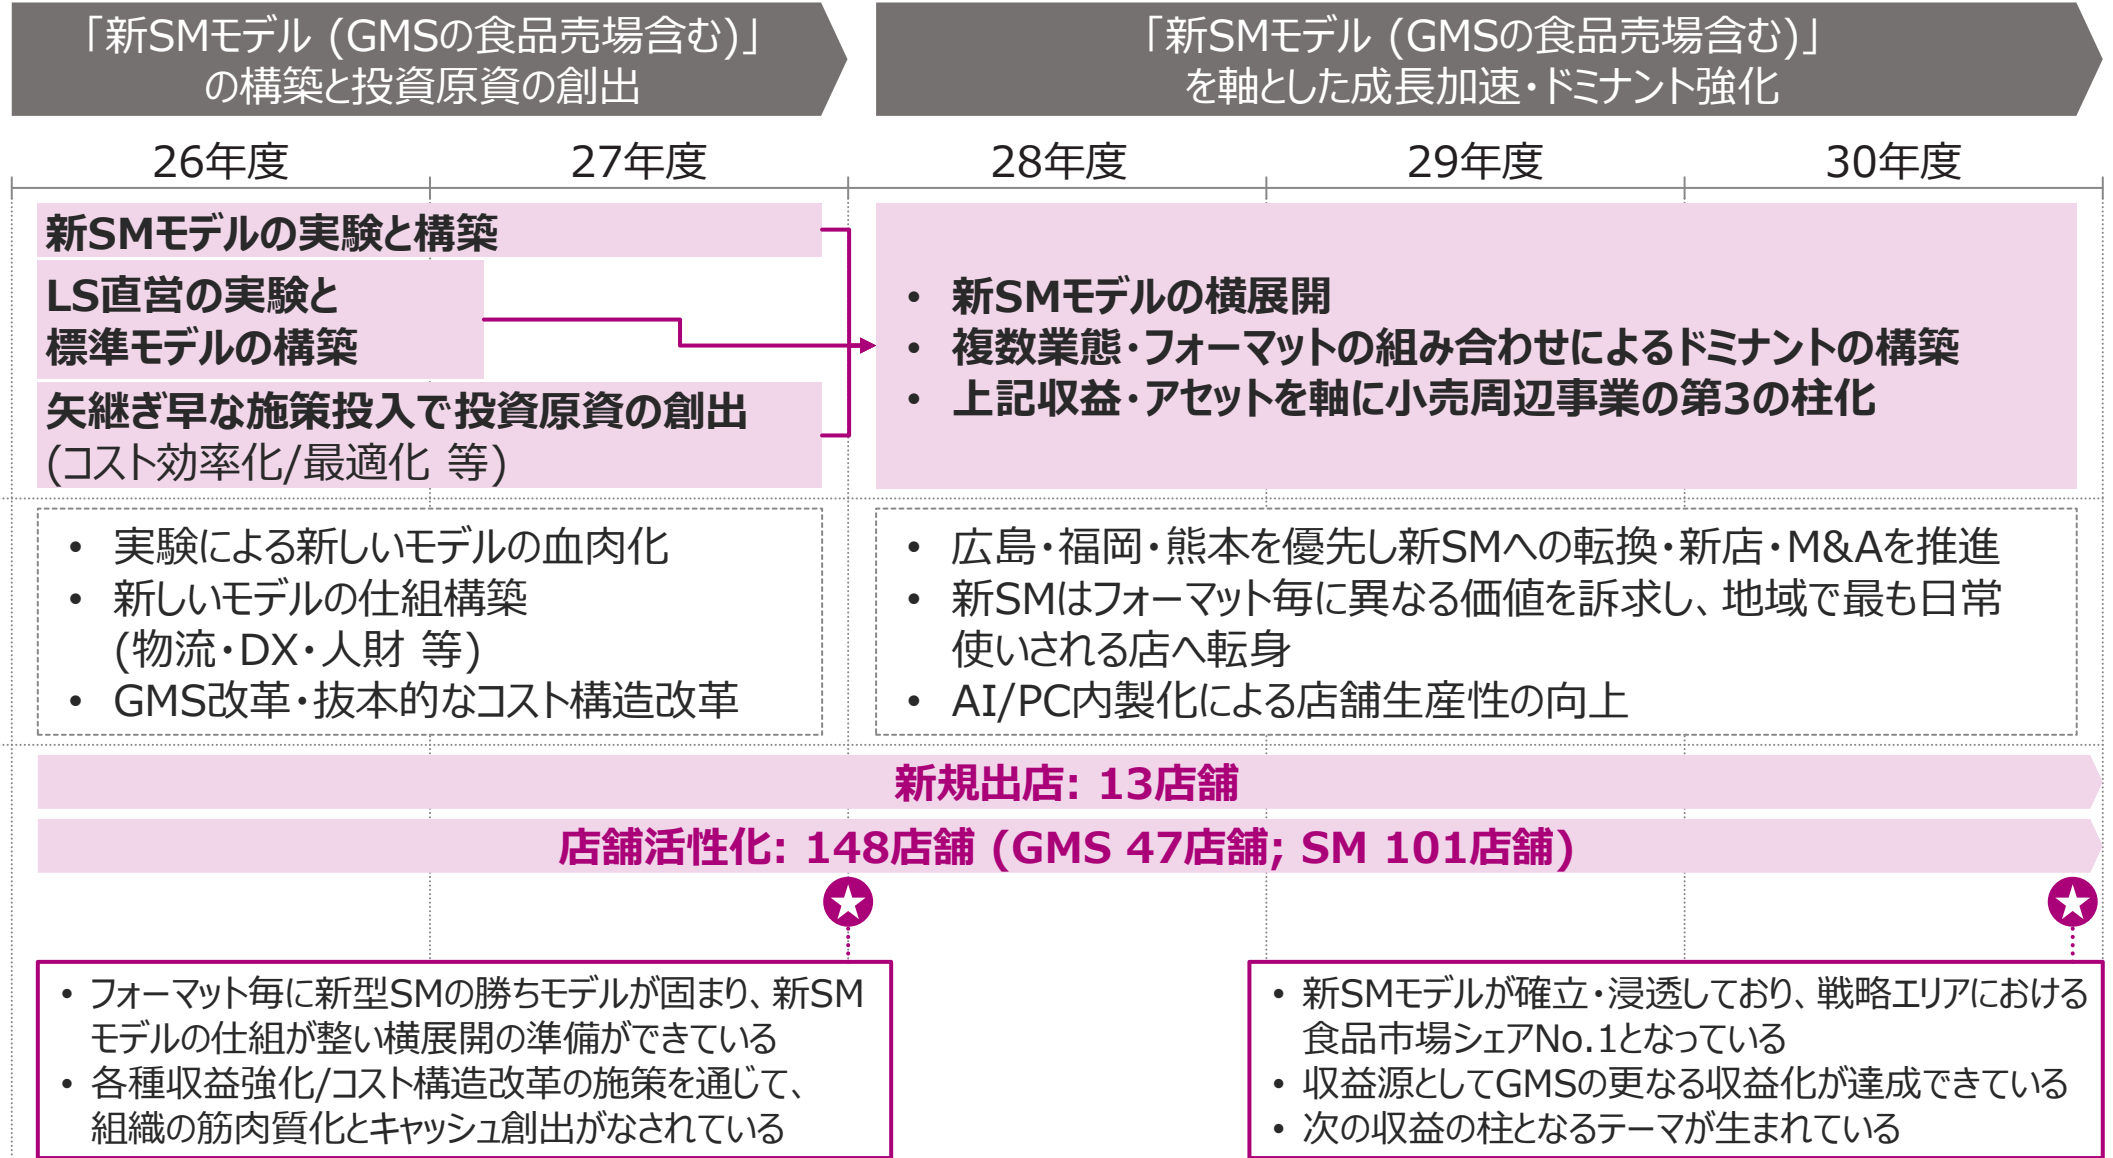 「新SMモデル (GMSの食品売場含む)」
の構築と投資原資の創出
「新SMモデル (GMSの食品売場含む)」
を軸とした成長加速・ドミナント強化
26年度
27年度
28年度
29年度
30年度
新SMモデルの実験と構築
LS直営の実験と
標準モデルの構築
矢継ぎ早な施策投入で投資原資の創出
(コスト効率化/最適化 等)
• 新SMモデルの横展開
• 複数業態・フォーマットの組み合わせによるドミナントの構築
• 上記収益・アセットを軸に小売周辺事業の第3の柱化
• 実験による新しいモデルの血肉化
• 新しいモデルの仕組構築
(物流・DX・人財 等)
• GMS改革・抜本的なコスト構造改革
• 広島・福岡・熊本を優先し新SMへの転換・新店・M&Aを推進
• 新SMはフォーマット毎に異なる価値を訴求し、地域で最も日常
使いされる店へ転身
• AI/PC内製化による店舗生産性の向上
新規出店: 13店舗
店舗活性化: 148店舗 (GMS 47店舗; SM 101店舗)
• フォーマット毎に新型SMの勝ちモデルが固まり、新SM
モデルの仕組が整い横展開の準備ができている
• 各種収益強化/コスト構造改革の施策を通じて、
組織の筋肉質化とキャッシュ創出がなされている
• 新SMモデルが確立・浸透しており、戦略エリアにおける
食品市場シェアNo.1となっている
• 収益源としてGMSの更なる収益化が達成できている
• 次の収益の柱となるテーマが生まれている